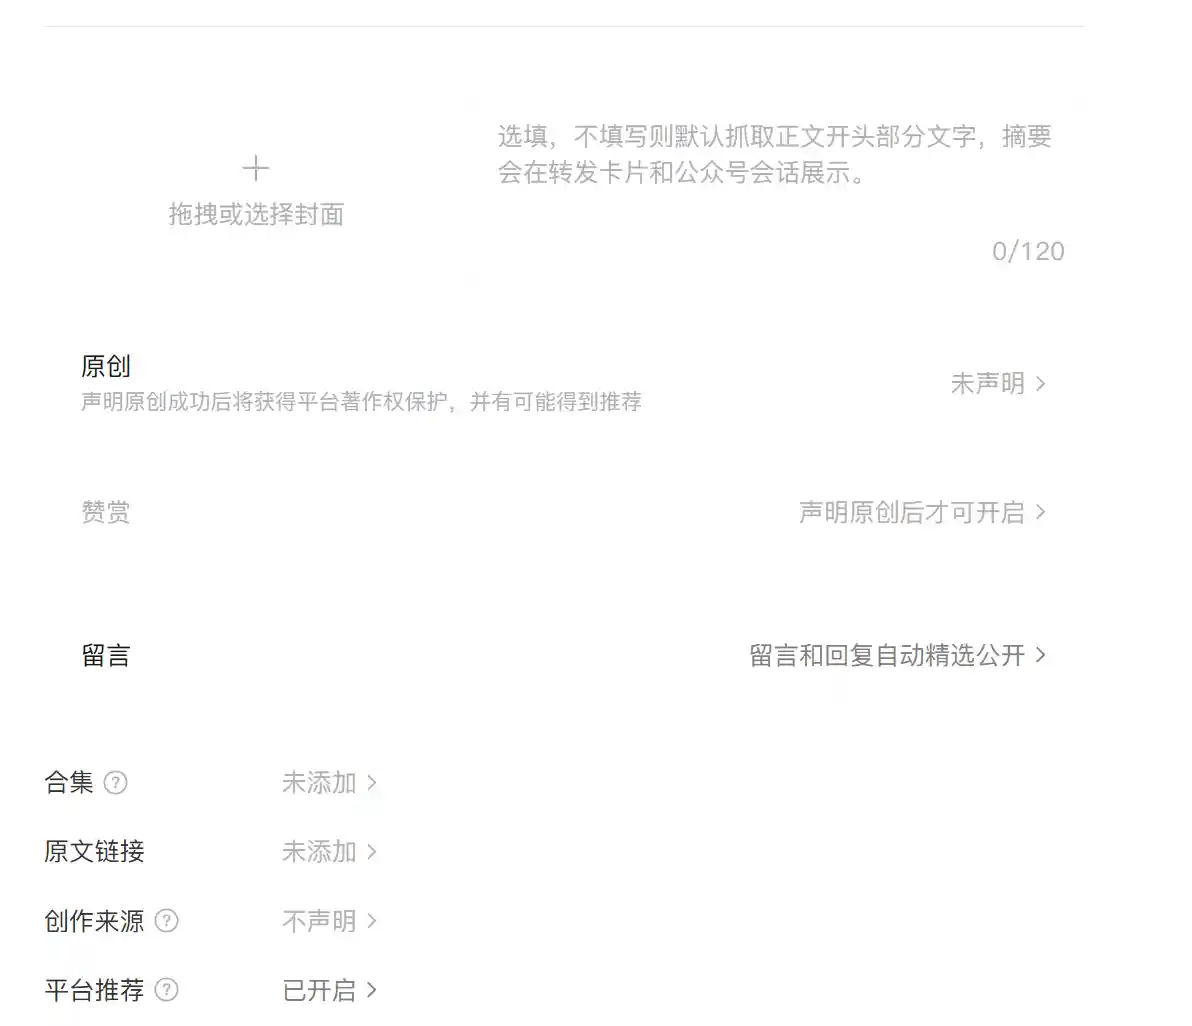 选填，不填写则默认抓取正文开头部分文字，摘要
会在转发卡片和公众号会话展示。
拖拽或选择封面
0/120
原创
声明原创成功后将获得平台著作权保护，并有可能得到推荐
未声明
赞赏
声明原创后才可开启
留言
留言和回复自动精选公开
合集
未添加
原文链接
未添加
创作来源
不声明
平台推荐
已开启